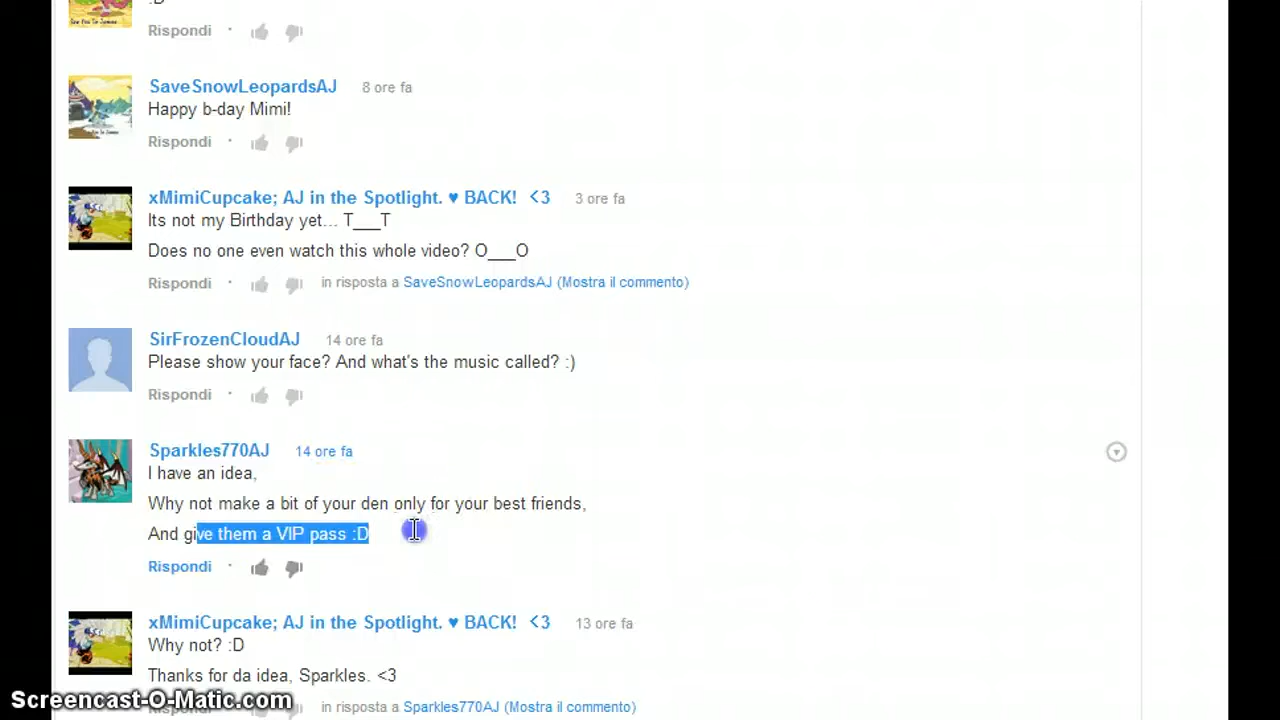 :D
Rispondi ·
SaveSnowLeopardsAJ 8 ore fa
Happy b-day Mimi!
Rispondi ·
xMimiCupcake; AJ in the Spotlight. ♥ BACK! <3 3 ore fa
Its not my Birthday yet... T___T
Does no one even watch this whole video? O___O
Rispondi · in risposta a SaveSnowLeopardsAJ (Mostra il commento)
SirFrozenCloudAJ 14 ore fa
Please show your face? And what's the music called? :)
Rispondi ·
Sparkles770AJ 14 ore fa
I have an idea,
Why not make a bit of your den only for your best friends,
And give them a VIP pass :D
Rispondi ·
xMimiCupcake; AJ in the Spotlight. ♥ BACK! <3 13 ore fa
Why not? :D
Thanks for da idea, Sparkles. <3
Screencast-O-Matic.com
Rispondi · in risposta a Sparkles770AJ (Mostra il commento)